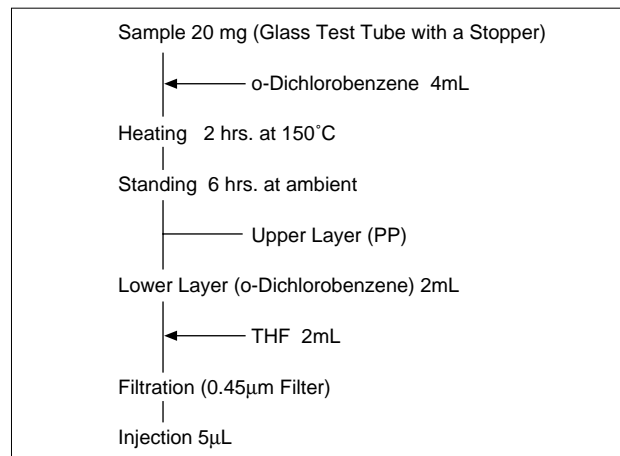 Sample 20 mg (Glass Test Tube with a Stopper)
o-Dichlorobenzene 4mL
Heating 2 hrs. at 150˚C
Standing 6 hrs. at ambient
Upper Layer (PP)
Lower Layer (o-Dichlorobenzene) 2mL
THF 2mL
Filtration (0.45μm Filter)
Injection 5μL